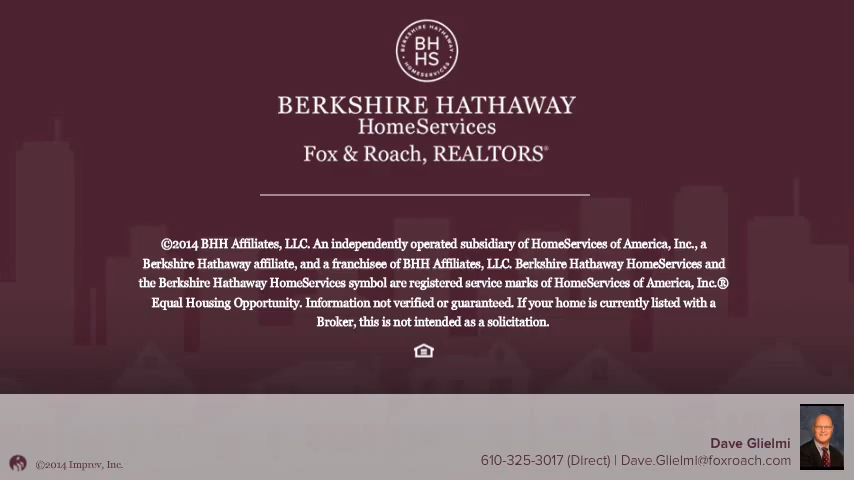 BERKSHIRE HATHAWAY
BH
HS
HOMESERVICES
BERKSHIRE HATHAWAY
HomeServices
Fox & Roach, REALTORS®
©2014 BHH Affiliates, LLC. An independently operated subsidiary of HomeServices of America, Inc., a
Berkshire Hathaway affiliate, and a franchisee of BHH Affiliates, LLC. Berkshire Hathaway HomeServices and
the Berkshire Hathaway HomeServices symbol are registered service marks of HomeServices of America, Inc.®
Equal Housing Opportunity. Information not verified or guaranteed. If your home is currently listed with a
Broker, this is not intended as a solicitation.
Dave Glielmi
610-325-3017 (Direct) | Dave.Glielmi@foxroach.com
©2014 Imprev, Inc.